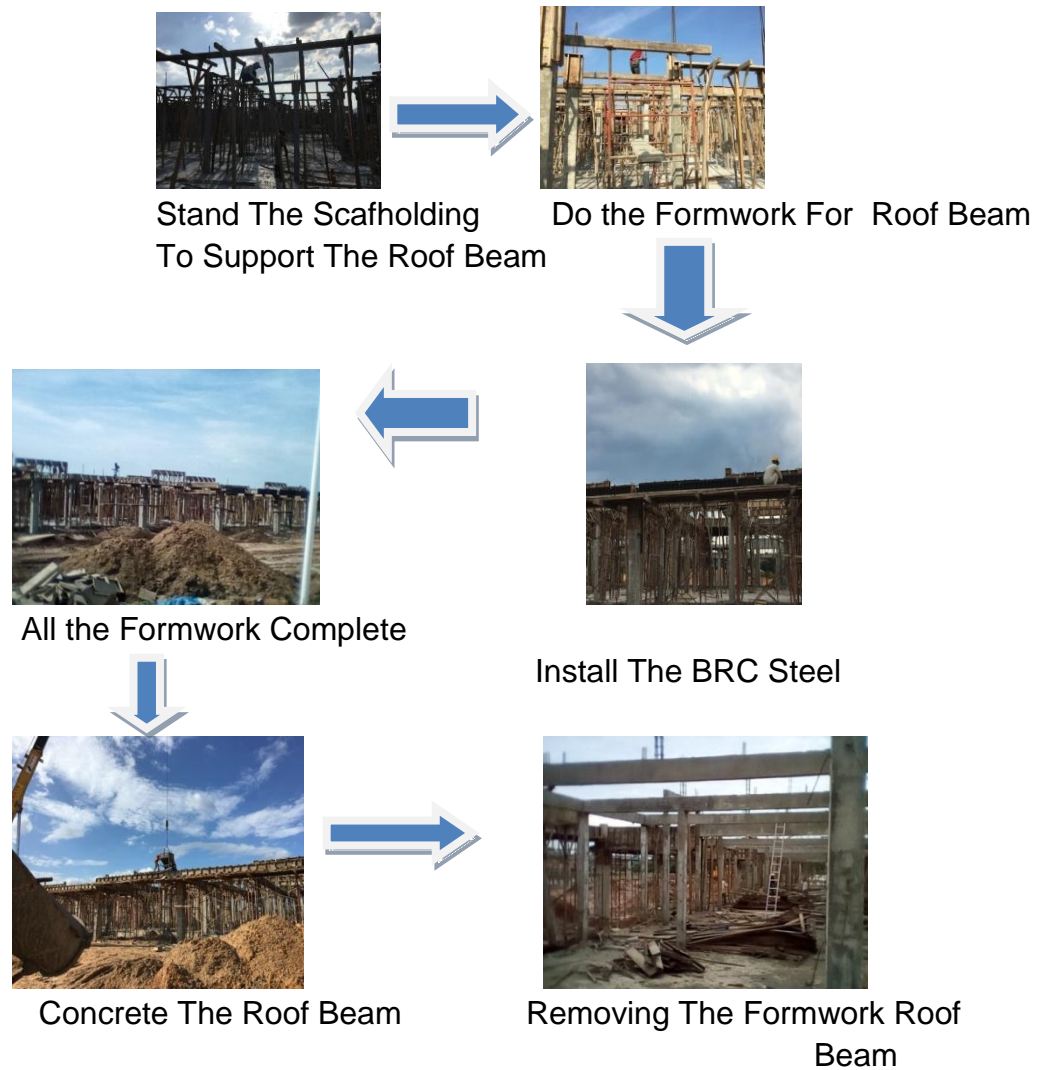 Stand The Scafholding
To Support The Roof Beam
Do the Formwork For Roof Beam
Install The BRC Steel
All the Formwork Complete
Concrete The Roof Beam
Removing The Formwork Roof
Beam